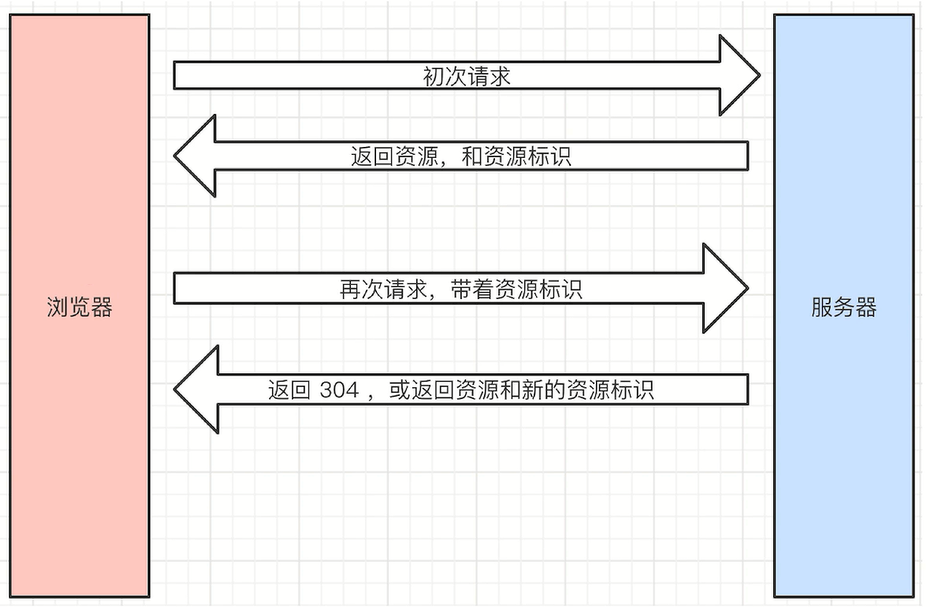 初次请求
返回资源，和资源标识
再次请求，带着资源标识
浏览器
服务器
返回 304 ，或返回资源和新的资源标识